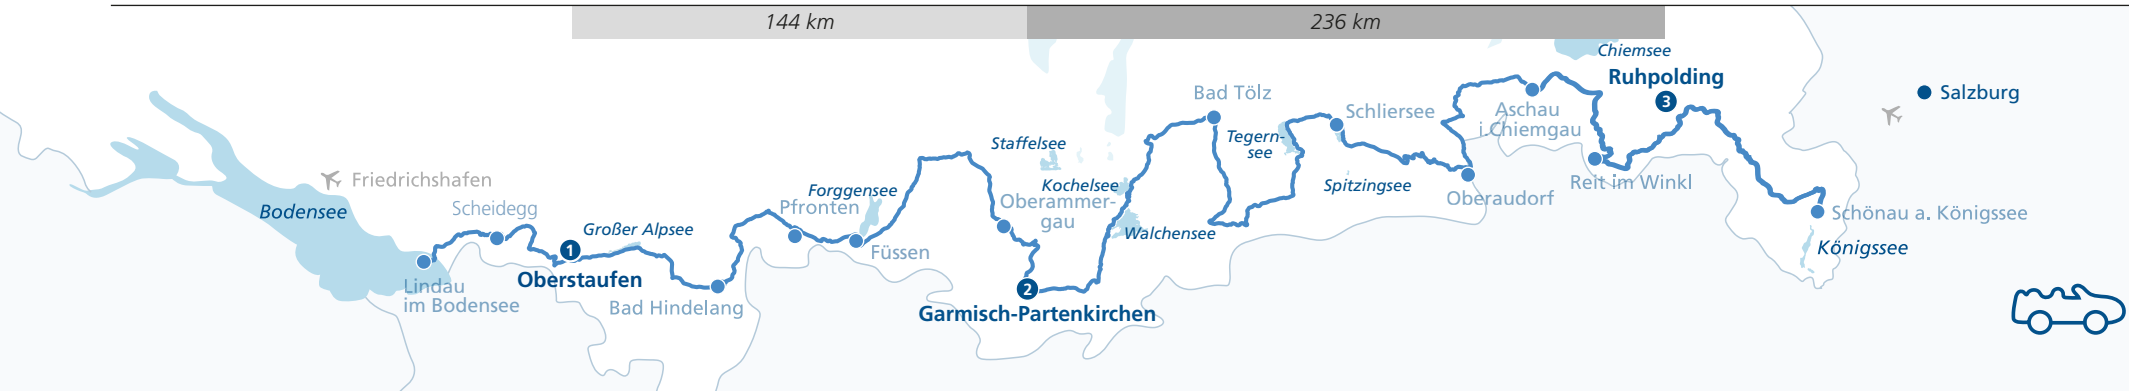 144 km
236 km
Chiemsee
Ruhpolding
3
Salzburg
Bad Tölz
Schliersee
Aschau
i.Chiemgau
Tegern-
see
Staffelsee
Friedrichshafen
Kochelsee
Spitzingsee
Reit im Winkl
Forggensee
Oberammer-
gau
Oberaudorf
Bodensee
Scheidegg
Pfronten
Schönau a. Königssee
Großer Alpsee
Walchensee
Königssee
1
Füssen
Oberstaufen
Lindau
im Bodensee
2
Bad Hindelang
Garmisch-Partenkirchen